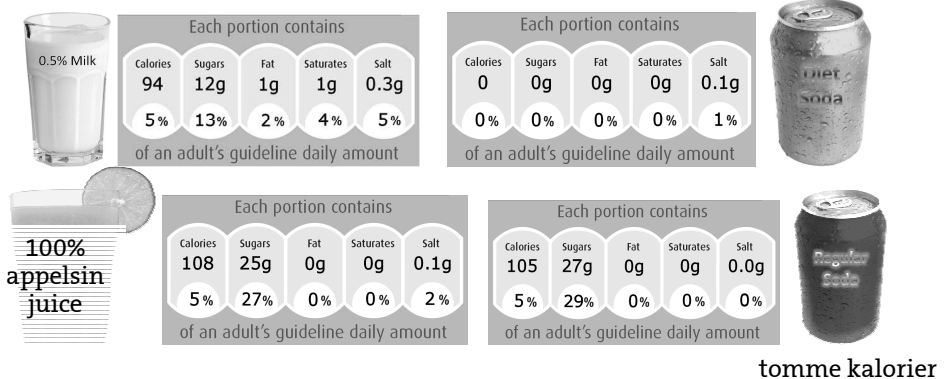 0.5% Milk
Each portion contains
Calories Sugars Fat Saturates Salt
94 12g 1g 1g 0.3g
5% 13% 2% 4% 5%
of an adult's guideline daily amount
Each portion contains
Calories Sugars Fat Saturates Salt
0 0g 0g 0g 0.1g
0% 0% 0% 0% 1%
of an adult's guideline daily amount
Diet
Soda
100%
appelsin
juice
Each portion contains
Calories Sugars Fat Saturates Salt
108 25g 0g 0g 0.1g
5% 27% 0% 0% 2%
of an adult's guideline daily amount
Each portion contains
Calories Sugars Fat Saturates Salt
105 27g 0g 0g 0.0g
5% 29% 0% 0% 0%
of an adult's guideline daily amount
Regular
Soda
tomme kalorier